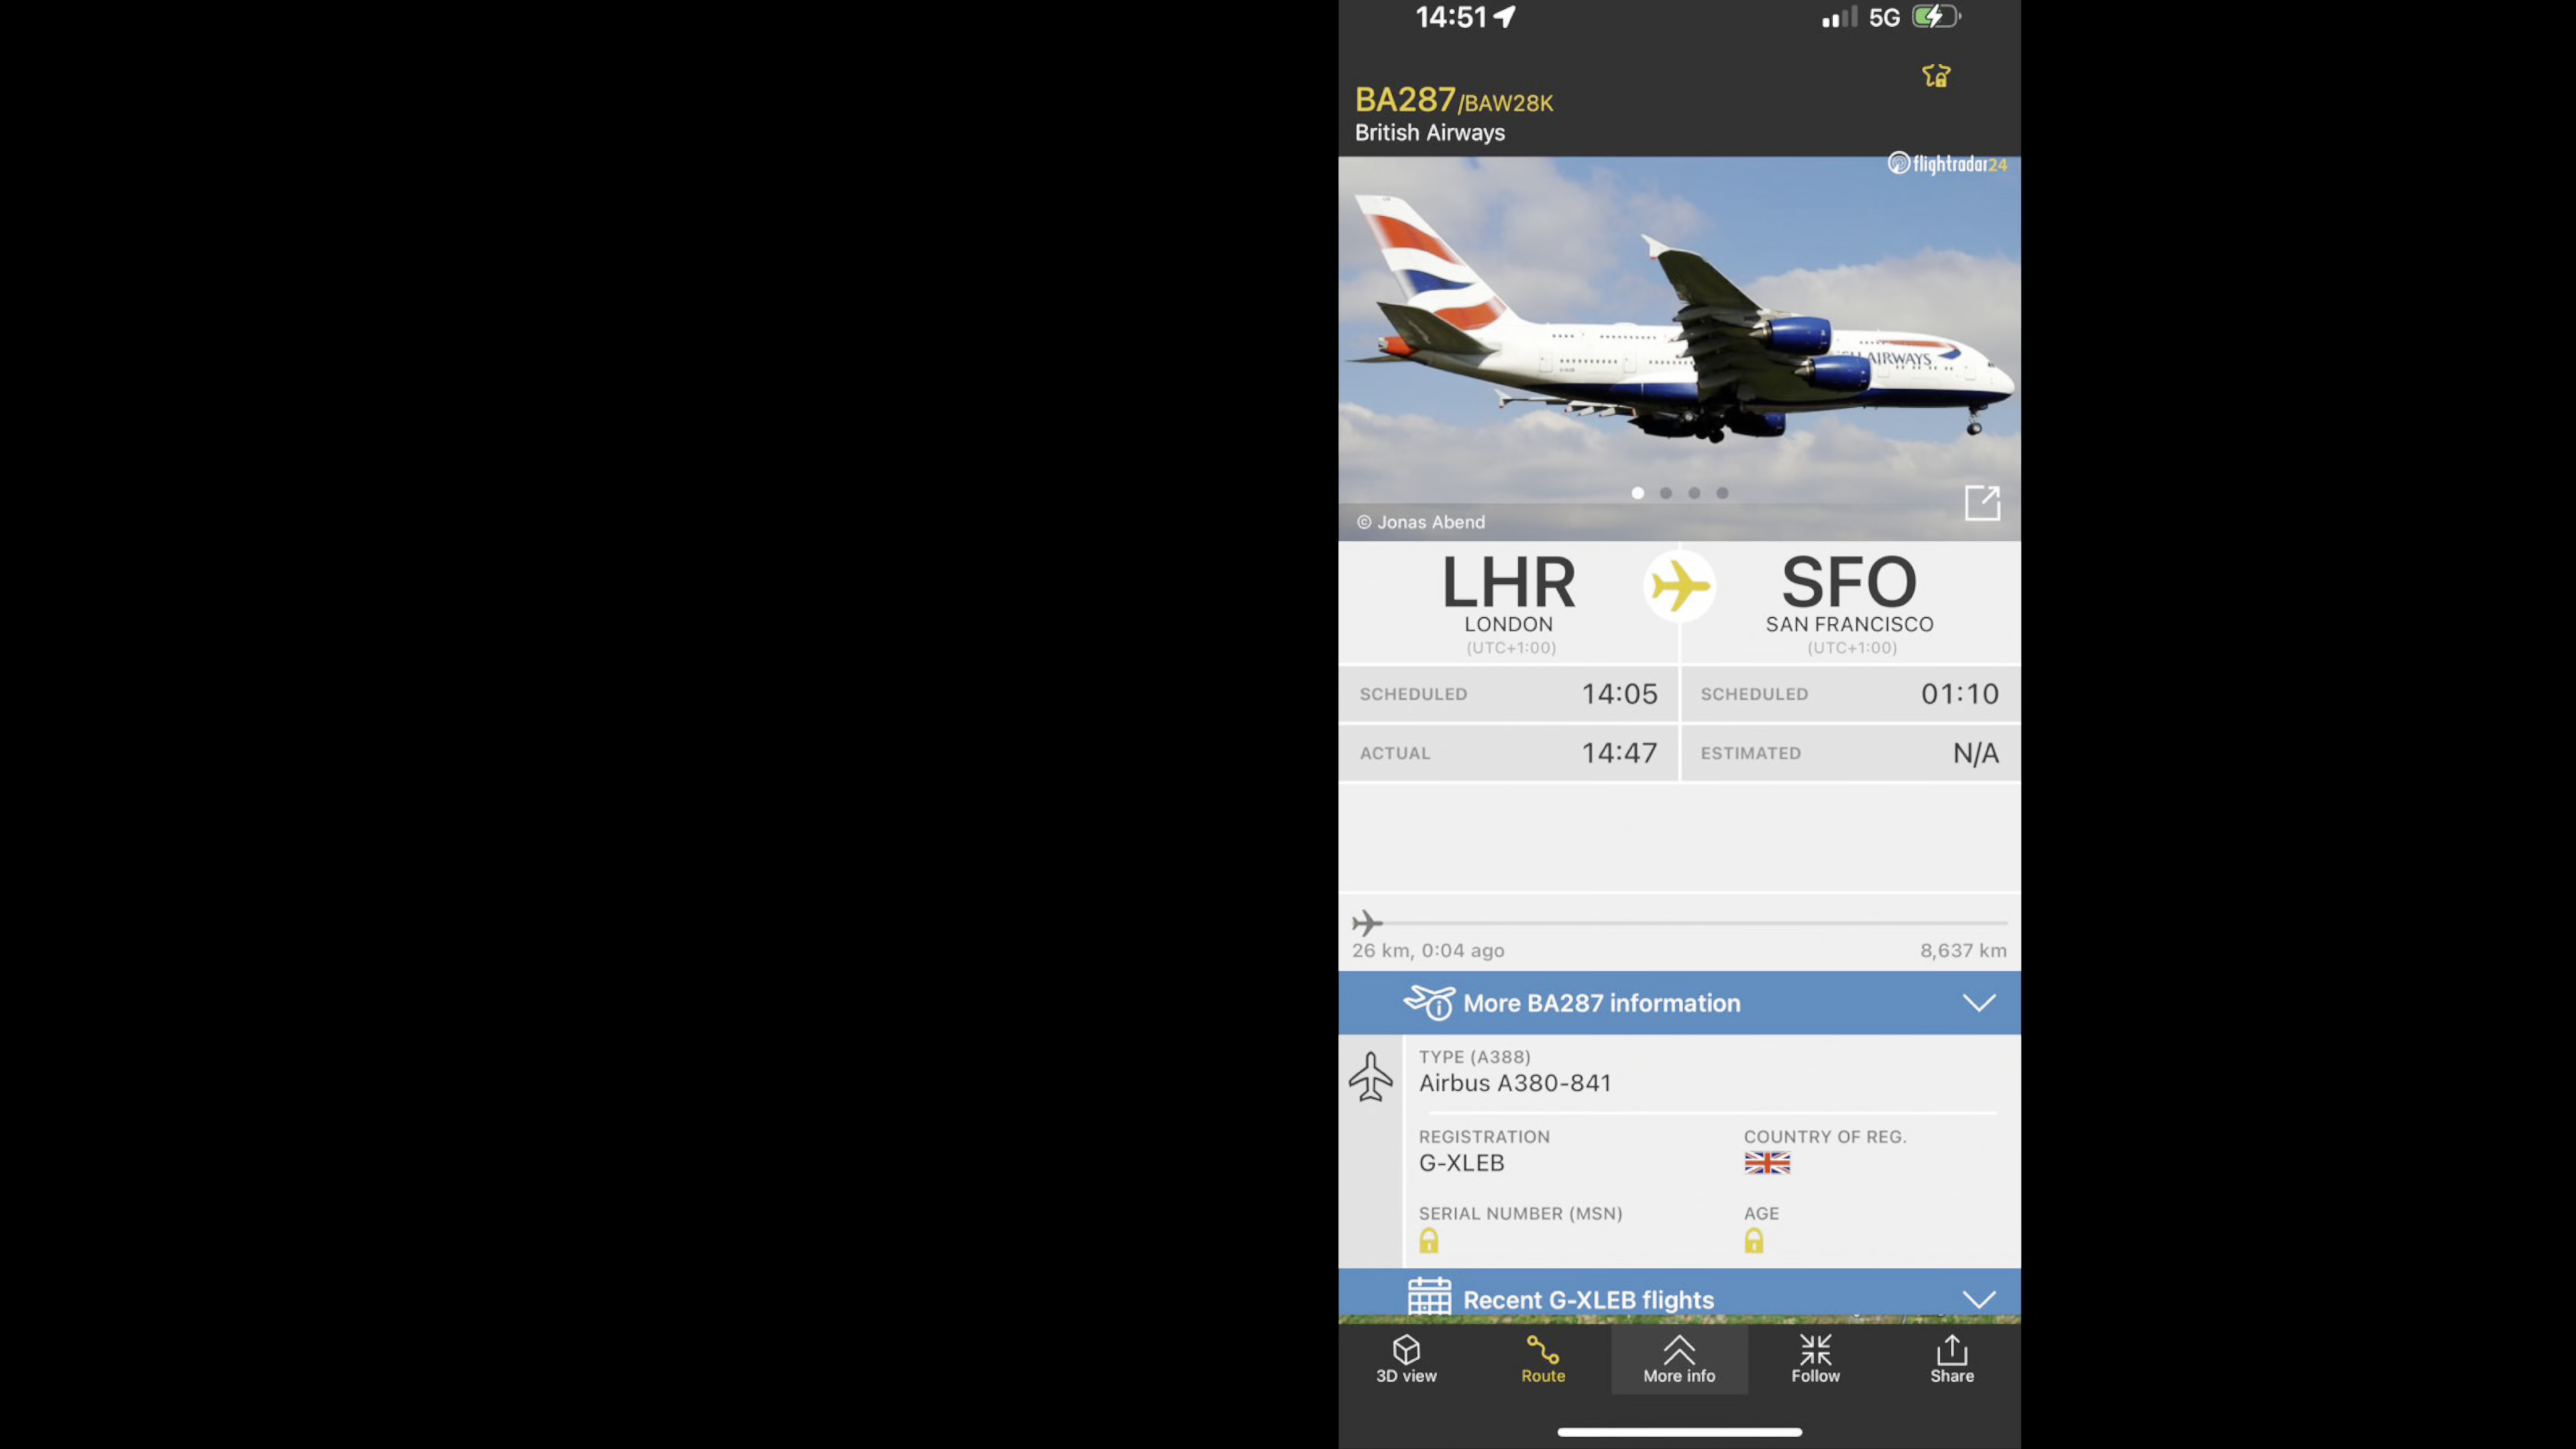 14:51
5G
BA287/BAW28K
British Airways
flightradar24
AIRWAYS
© Jonas Abend
LHR
LONDON
(UTC+1:00)
SFO
SAN FRANCISCO
(UTC+1:00)
SCHEDULED 14:05
SCHEDULED 01:10
ACTUAL 14:47
ESTIMATED N/A
26 km, 0:04 ago
8,637 km
More BA287 information
TYPE (A388)
Airbus A380-841
REGISTRATION
G-XLEB
COUNTRY OF REG.
SERIAL NUMBER (MSN)
AGE
Recent G-XLEB flights
3D view
Route
More info
Follow
Share